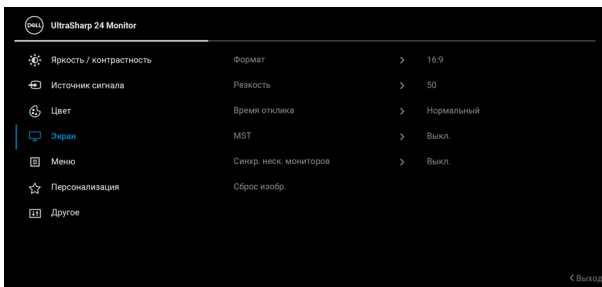 DELL UltraSharp 24 Monitor
Яркость / контрастность
Формат > 16:9
Источник сигнала
Резкость > 50
Цвет
Время отклика > Нормальный
Экран
MST > Выкл.
Меню
Синхр. неск. мониторов > Выкл.
Персонализация
Сброс изобр.
Другое
< Выход